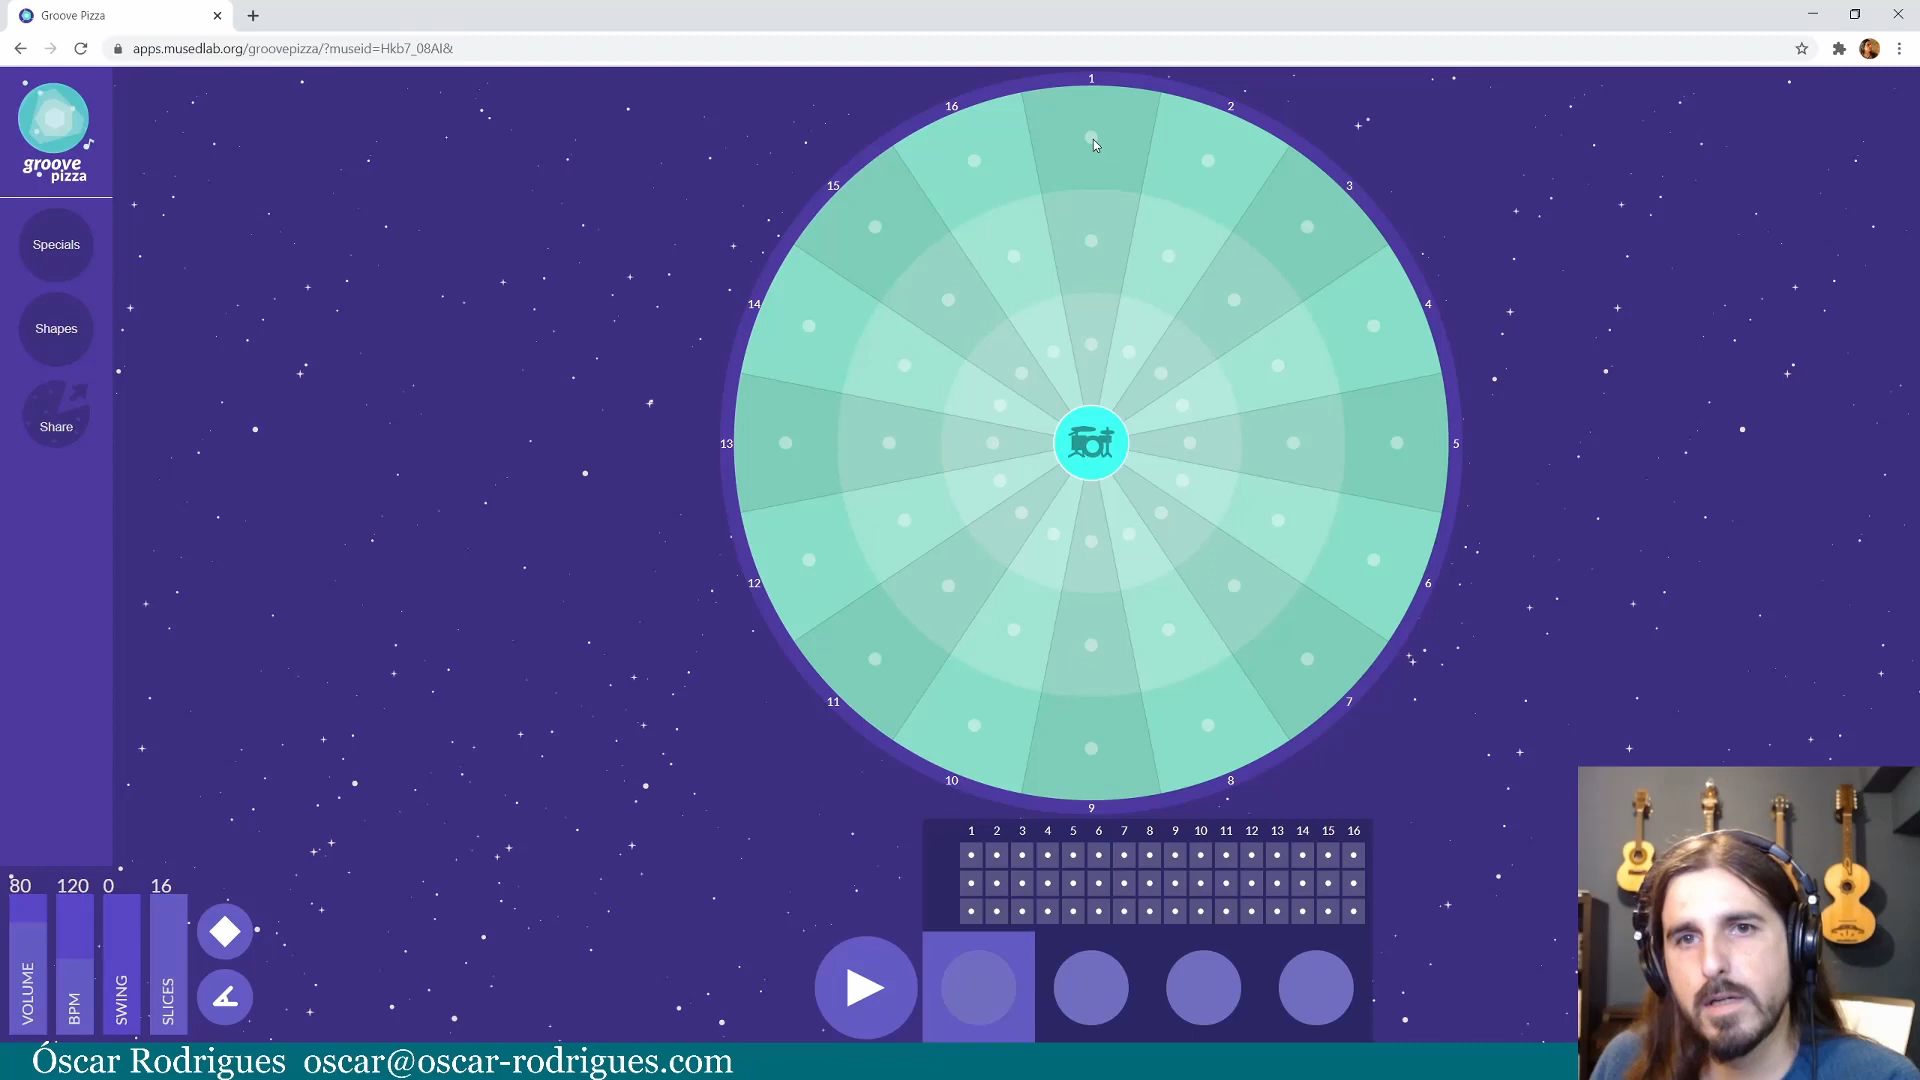 Groove Pizza
apps.musedlab.org/groovepizza/?museid=Hkb7_08AI&
groove
pizza
Specials
Shapes
Share
1
2
3
4
5
6
7
8
9
10
11
12
13
14
15
16
1 2 3 4 5 6 7 8 9 10 11 12 13 14 15 16
80 120 0 16
VOLUME BPM SWING SLICES
Óscar Rodrigues oscar@oscar-rodrigues.com